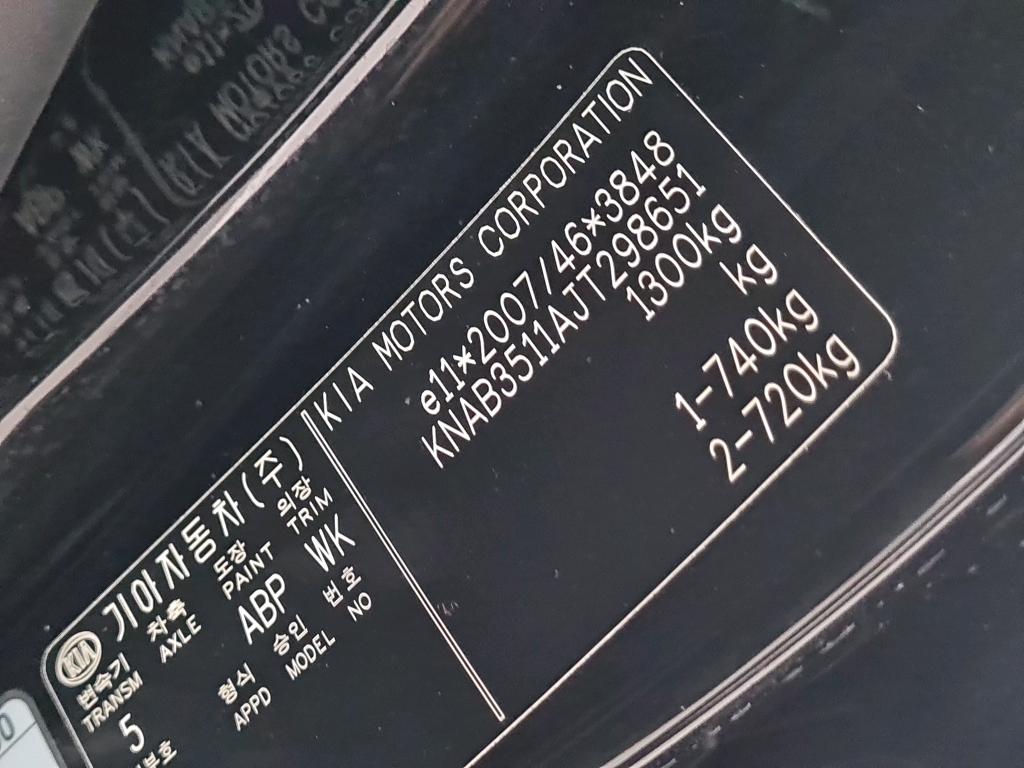 KIA 기아자동차(주)
변속기 차축 도장 의장
TRANSM AXLE PAINT TRIM
5 ABP WK
형식 승인 번호
APPD MODEL NO
KIA MOTORS CORPORATION
e11*2007/46*3848
KNAB3511AJT298651
1300kg
kg
1-740kg
2-720kg